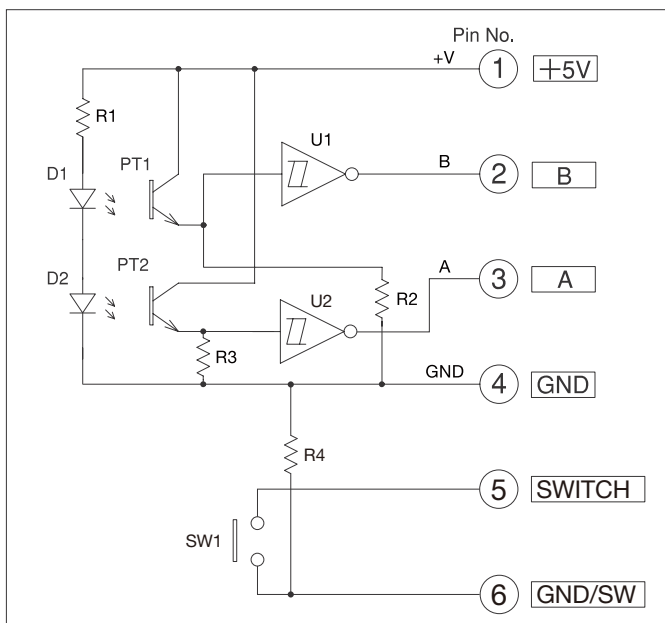 Pin No.
+V 1 +5V
R1
U1
D1 PT1 B 2 B
D2 PT2 A 3 A
U2 R2
R3
GND 4 GND
R4
5 SWITCH
SW1
6 GND/SW